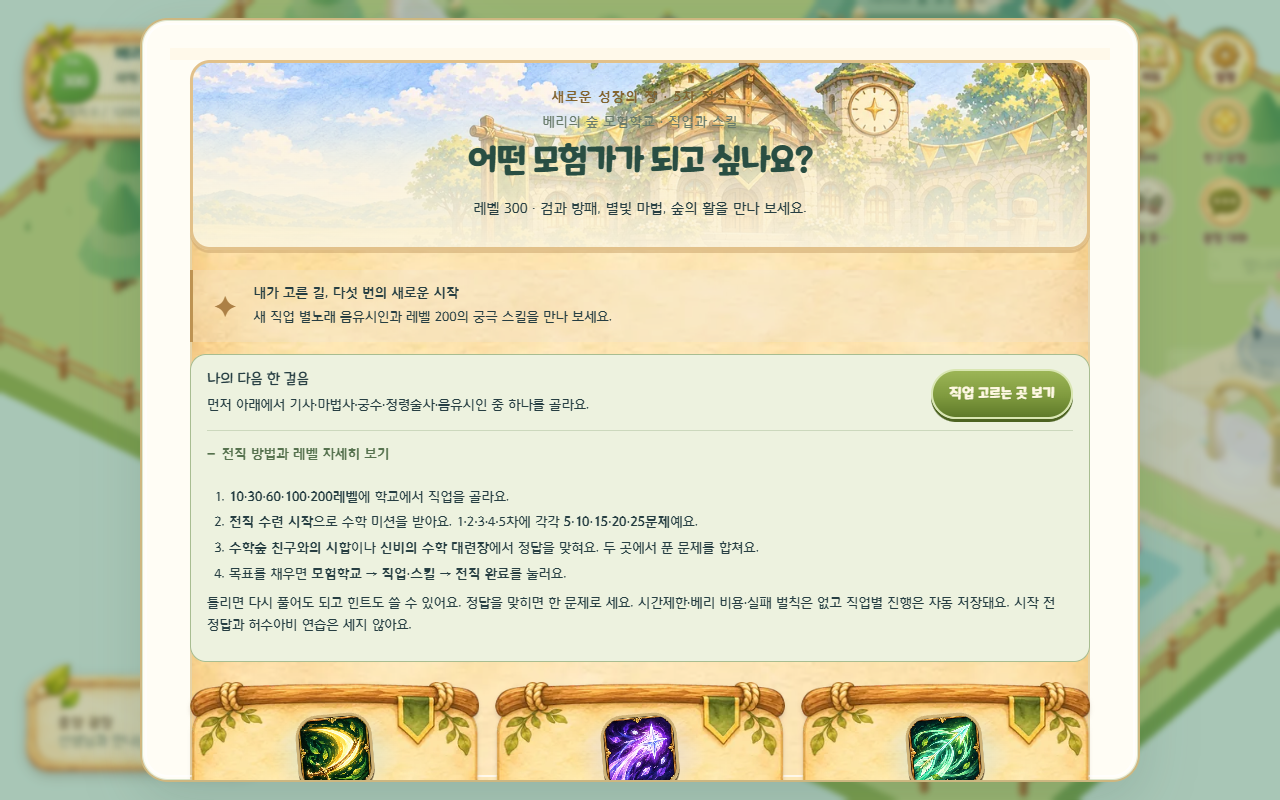 새로운 성장의 장 · 5차 전직
베리의 숲 모험학교 · 직업과 스킬
어떤 모험가가 되고 싶나요?
레벨 300 · 검과 방패, 별빛 마법, 숲의 활을 만나 보세요.
내가 고른 길, 다섯 번의 새로운 시작
새 직업 별노래 음유시인과 레벨 200의 궁극 스킬을 만나 보세요.
나의 다음 한 걸음
먼저 아래에서 기사·마법사·궁수·정령술사·음유시인 중 하나를 골라요.
직업 고르는 곳 보기
– 전직 방법과 레벨 자세히 보기
1. 10·30·60·100·200레벨에 학교에서 직업을 골라요.
2. 전직 수련 시작으로 수학 미션을 받아요. 1·2·3·4·5차에 각각 5·10·15·20·25문제예요.
3. 수학숲 친구와의 시합이나 신비의 수학 대련장에서 정답을 맞혀요. 두 곳에서 푼 문제를 합쳐요.
4. 목표를 채우면 모험학교 → 직업·스킬 → 전직 완료를 눌러요.
틀리면 다시 풀어도 되고 힌트도 쓸 수 있어요. 정답을 맞히면 한 문제로 세요. 시간제한·베리 비용·실패 벌칙은 없고 직업별 진행은 자동 저장돼요. 시작 전
정답과 허수아비 연습은 세지 않아요.